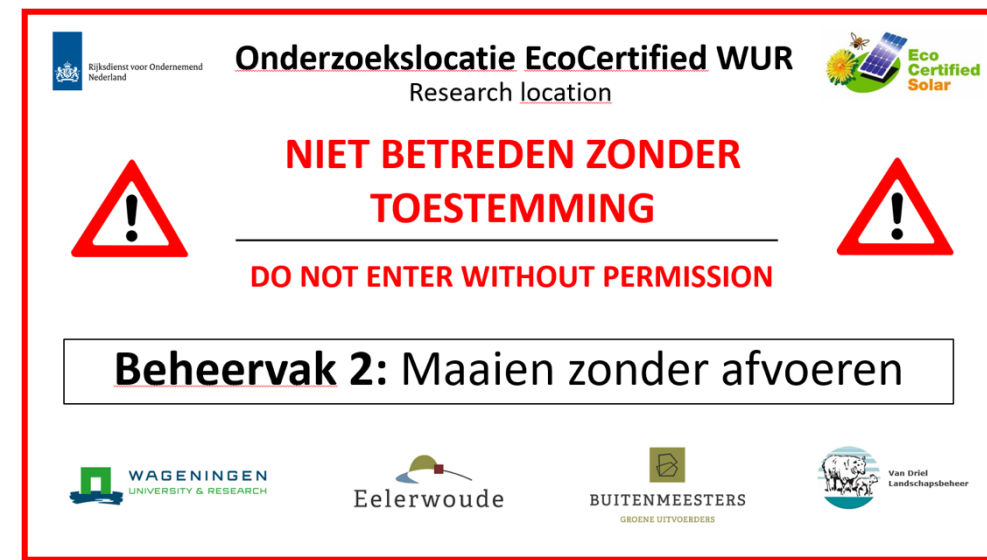 Rijksdienst voor Ondernemend
Nederland
Onderzoekslocatie EcoCertified WUR
Research location
Eco
Certified
Solar
NIET BETREDEN ZONDER
TOESTEMMING
DO NOT ENTER WITHOUT PERMISSION
Beheervak 2: Maaien zonder afvoeren
WAGENINGEN
UNIVERSITY & RESEARCH
Eelerwoude
BUITENMEESTERS
GROENE UITVOERDERS
Van Driel
Landschapsbeheer